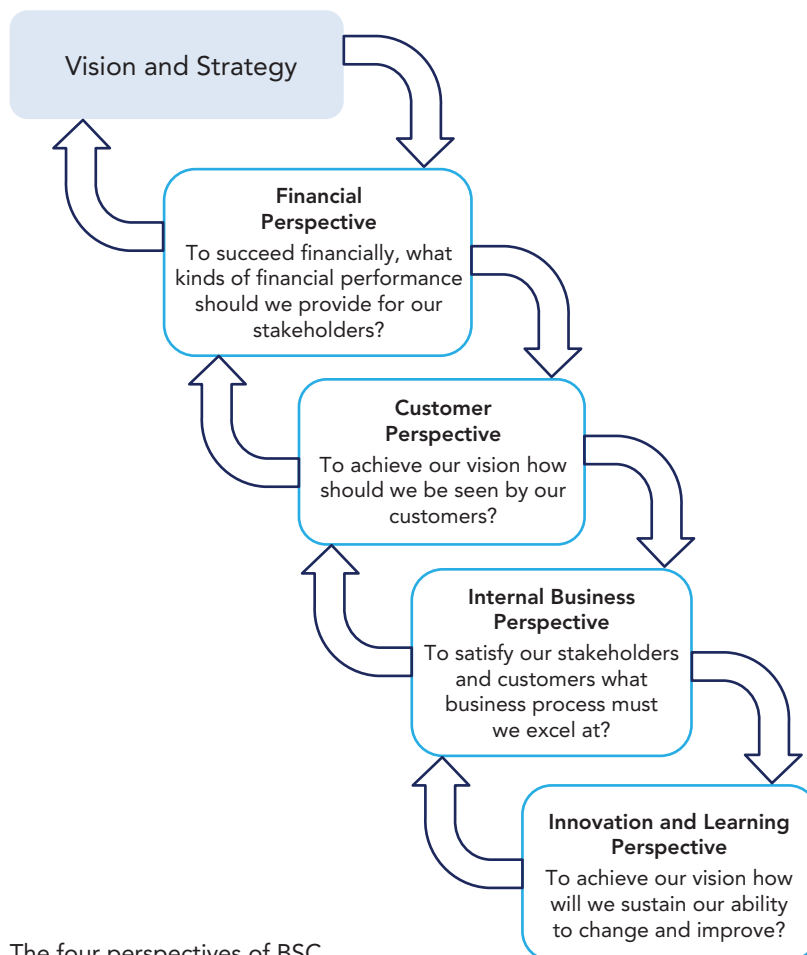 Vision and Strategy
Financial
Perspective
To succeed financially, what
kinds of financial performance
should we provide for our
stakeholders?
Customer
Perspective
To achieve our vision how
should we be seen by our
customers?
Internal Business
Perspective
To satisfy our stakeholders
and customers what
business process must
we excel at?
Innovation and Learning
Perspective
To achieve our vision how
will we sustain our ability
to change and improve?
The four perspectives of BSC